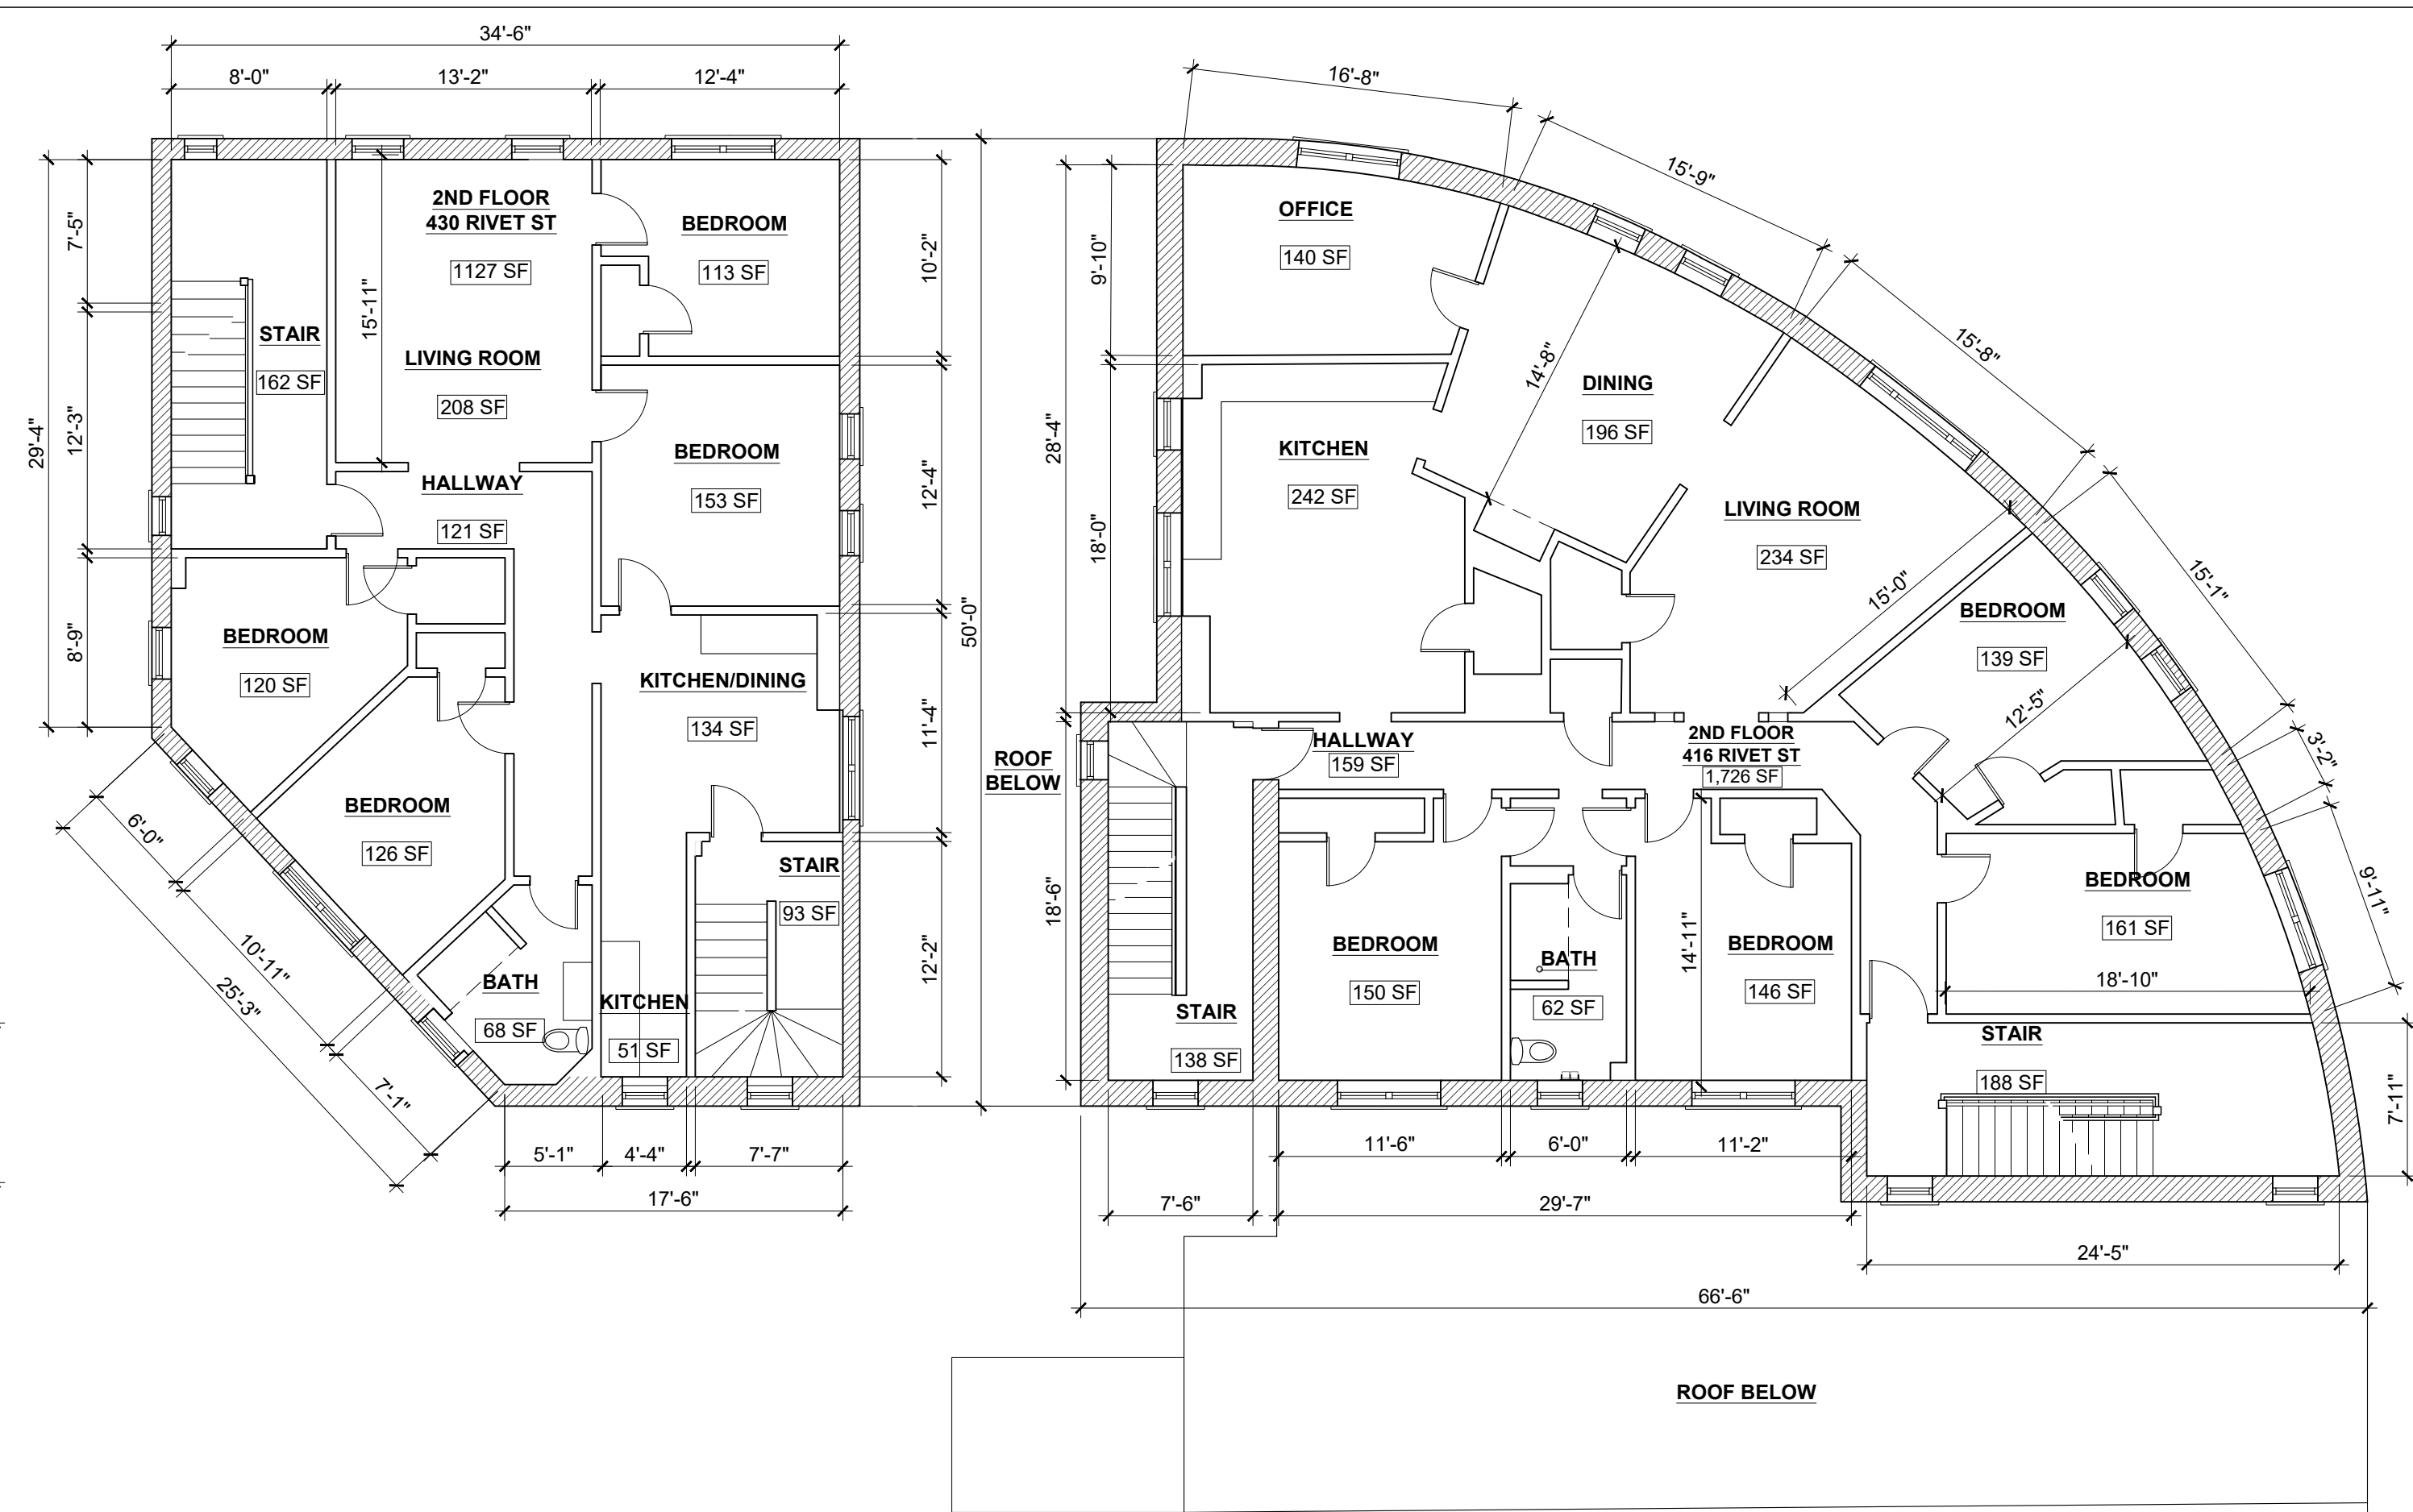 34'-6"
8'-0"
13'-2"
12'-4"
2ND FLOOR
430 RIVET ST
1127 SF
BEDROOM
113 SF
7'-5"
15'-11"
10'-2"
STAIR
162 SF
LIVING ROOM
208 SF
29'-4"
12'-3"
HALLWAY
121 SF
BEDROOM
153 SF
12'-4"
8'-9"
BEDROOM
120 SF
KITCHEN/DINING
134 SF
11'-4"
50'-0"
BEDROOM
126 SF
STAIR
93 SF
12'-2"
6'-0"
10'-11"
25'-3"
7'-1"
BATH
68 SF
KITCHEN
51 SF
5'-1"
4'-4"
7'-7"
17'-6"
ROOF
BELOW
16'-8"
15'-9"
15'-8"
15'-1"
3'-2"
9'-11"
OFFICE
140 SF
9'-10"
28'-4"
18'-0"
14'-8"
DINING
196 SF
KITCHEN
242 SF
LIVING ROOM
234 SF
15'-0"
BEDROOM
139 SF
12'-5"
HALLWAY
159 SF
2ND FLOOR
416 RIVET ST
1,726 SF
18'-6"
BEDROOM
161 SF
18'-10"
BEDROOM
150 SF
BATH
62 SF
14'-11"
BEDROOM
146 SF
STAIR
138 SF
STAIR
188 SF
7'-11"
11'-6"
6'-0"
11'-2"
7'-6"
29'-7"
24'-5"
66'-6"
ROOF BELOW